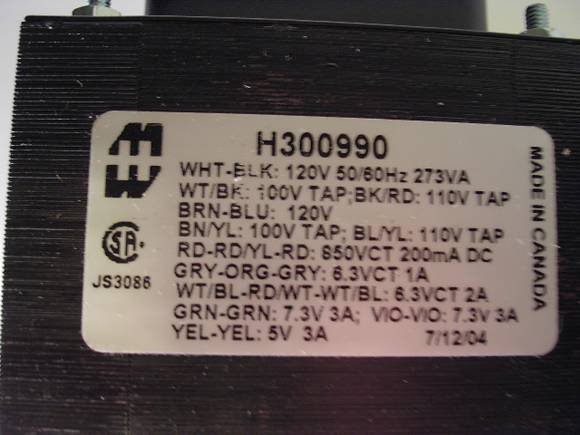 H300990
WHT-BLK: 120V 50/60Hz 273VA
WT/BK: 100V TAP; BK/RD: 110V TAP
BRN-BLU: 120V
BN/YL: 100V TAP; BL/YL: 110V TAP
RD-RD/YL-RD: 850VCT 200mA DC
GRY-ORG-GRY: 6.3VCT 1A
WT/BL-RD/WT-WT/BL: 6.3VCT 2A
GRN-GRN: 7.3V 3A; VIO-VIO: 7.3V 3A
YEL-YEL: 5V 3A 7/12/04
SA
JS3086
MADE IN CANADA